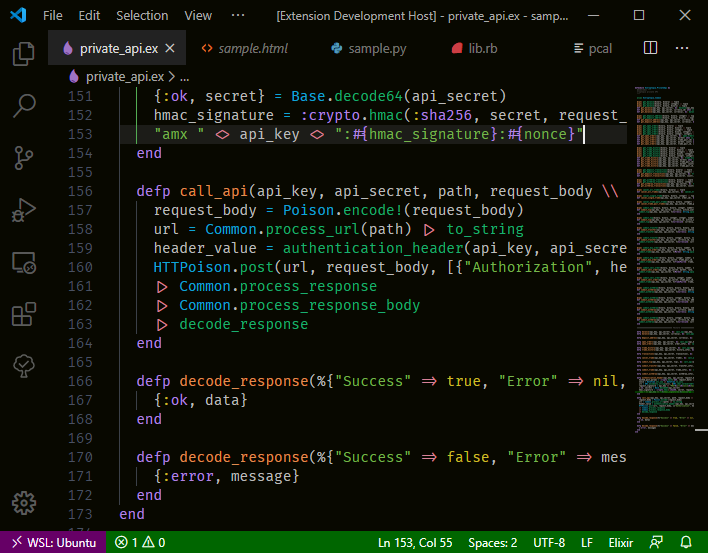 File Edit Selection ··· [Extension Development Host] - private_api.ex - samp...
private_api.ex sample.html sample.py lib.rb pcal ···
private_api.ex > ...
151 {:ok, secret} = Base.decode64(api_secret)
152 hmac_signature = :crypto.hmac(:sha256, secret, request_
153 "amx " <> api_key <> ":#{hmac_signature}:#{nonce}"
154 end
155
156 defp call_api(api_key, api_secret, path, request_body \\
157 request_body = Poison.encode!(request_body)
158 url = Common.process_url(path) |> to_string
159 header_value = authentication_header(api_key, api_secre
160 HTTPoison.post(url, request_body, [{"Authorization", he
161 |> Common.process_response
162 |> Common.process_response_body
163 |> decode_response
164 end
165
166 defp decode_response(%{"Success" => true, "Error" => nil,
167 {:ok, data}
168 end
169
170 defp decode_response(%{"Success" => false, "Error" => mes
171 {:error, message}
172 end
173 end
WSL: Ubuntu 1 0 Ln 153, Col 55 Spaces: 2 UTF-8 LF Elixir